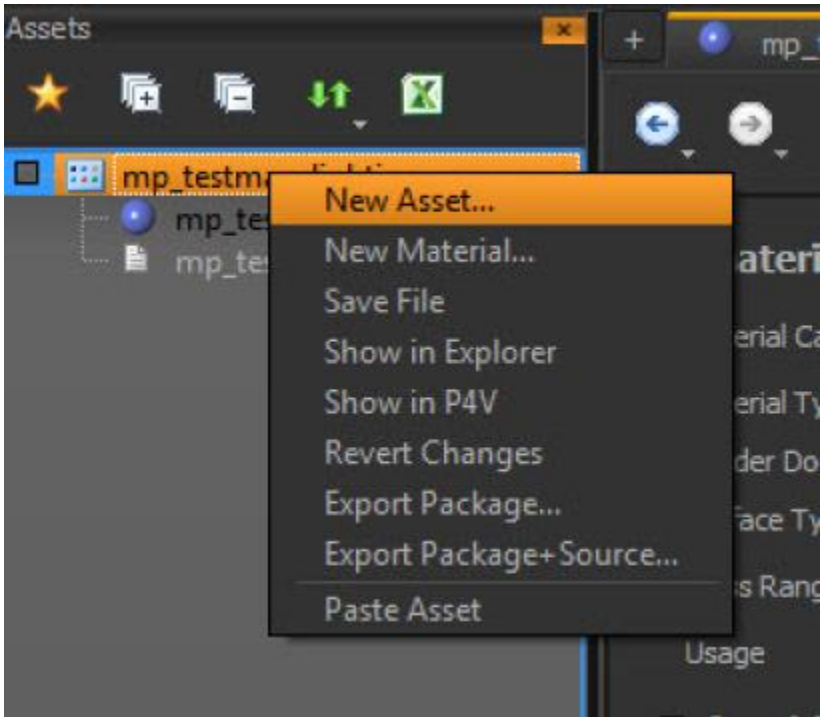 Assets
+ mp_
mp_testm
mp_te
mp_te
New Asset...
New Material...
Save File
Show in Explorer
Show in P4V
Revert Changes
Export Package...
Export Package+Source...
Paste Asset
ateri
erial Ca
erial Ty
der Do
face Ty
s Rang
Usage